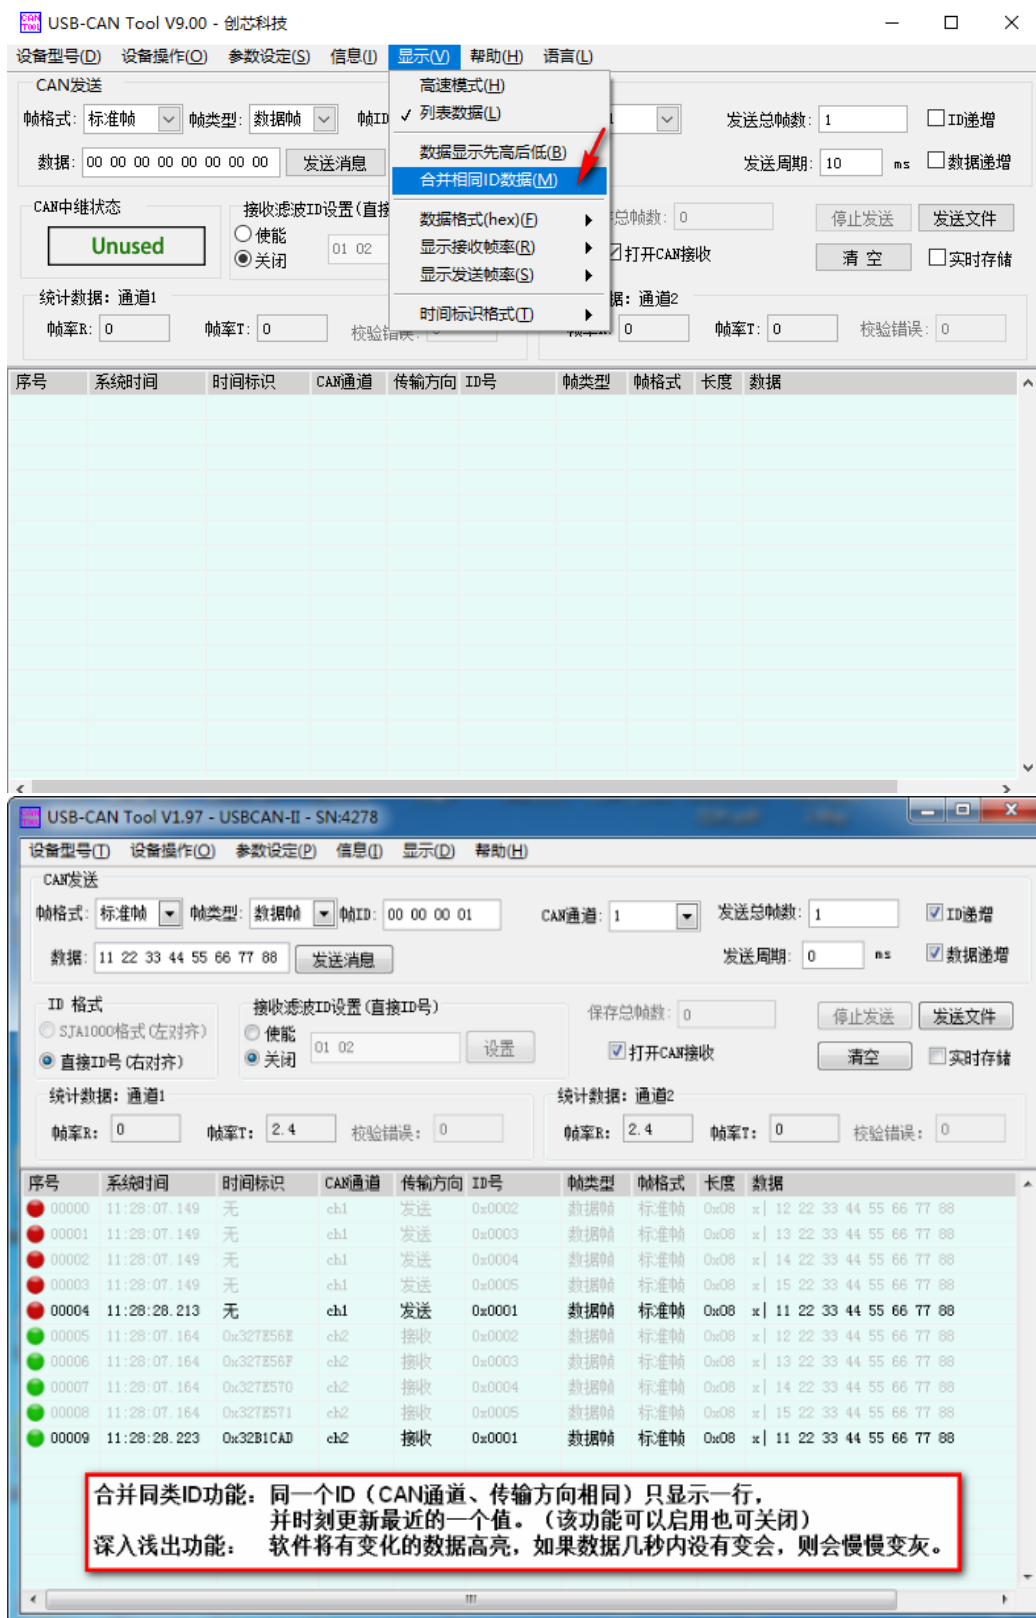 USB-CAN Tool V9.00 - 创芯科技
设备型号(D) 设备操作(O) 参数设定(S) 信息(I) 显示(V) 帮助(H) 语言(L)
高速模式(H)
✓ 列表数据(L)
数据显示先高后低(B)
合并相同ID数据(M)
数据格式(hex)(F)
显示接收帧率(R)
显示发送帧率(S)
时间标识格式(T)
CAN发送
帧格式: 标准帧 帧类型: 数据帧 帧ID 发送总帧数: 1 ID递增
数据: 00 00 00 00 00 00 00 00 发送消息 发送周期: 10 ms 数据递增
CAN中继状态 接收滤波ID设置(直接
Unused 使能 01 02 总帧数: 0 停止发送 发送文件
关闭 打开CAN接收 清 空 实时存储
统计数据: 通道1 据: 通道2
帧率R: 0 帧率T: 0 校验错误: 0 0 帧率T: 0 校验错误: 0
序号 系统时间 时间标识 CAN通道 传输方向 ID号 帧类型 帧格式 长度 数据
USB-CAN Tool V1.97 - USBCAN-II - SN:4278
设备型号(T) 设备操作(O) 参数设定(P) 信息(I) 显示(D) 帮助(H)
CAN发送
帧格式: 标准帧 帧类型: 数据帧 帧ID: 00 00 00 01 CAN通道: 1 发送总帧数: 1 ID递增
数据: 11 22 33 44 55 66 77 88 发送消息 发送周期: 0 ms 数据递增
ID 格式 接收滤波ID设置(直接ID号) 保存总帧数: 0 停止发送 发送文件
SJA1000格式(左对齐) 使能 01 02 设置
直接ID号(右对齐) 关闭 打开CAN接收 清空 实时存储
统计数据: 通道1 统计数据: 通道2
帧率R: 0 帧率T: 2.4 校验错误: 0 帧率R: 2.4 帧率T: 0 校验错误: 0
序号 系统时间 时间标识 CAN通道 传输方向 ID号 帧类型 帧格式 长度 数据
00000 11:28:07.149 无 ch1 发送 0x0002 数据帧 标准帧 0x08 x| 12 22 33 44 55 66 77 88
00001 11:28:07.149 无 ch1 发送 0x0003 数据帧 标准帧 0x08 x| 13 22 33 44 55 66 77 88
00002 11:28:07.149 无 ch1 发送 0x0004 数据帧 标准帧 0x08 x| 14 22 33 44 55 66 77 88
00003 11:28:07.149 无 ch1 发送 0x0005 数据帧 标准帧 0x08 x| 15 22 33 44 55 66 77 88
00004 11:28:28.213 无 ch1 发送 0x0001 数据帧 标准帧 0x08 x| 11 22 33 44 55 66 77 88
00005 11:28:07.164 0x327E56E ch2 接收 0x0002 数据帧 标准帧 0x08 x| 12 22 33 44 55 66 77 88
00006 11:28:07.164 0x327E56F ch2 接收 0x0003 数据帧 标准帧 0x08 x| 13 22 33 44 55 66 77 88
00007 11:28:07.164 0x327E570 ch2 接收 0x0004 数据帧 标准帧 0x08 x| 14 22 33 44 55 66 77 88
00008 11:28:07.164 0x327E571 ch2 接收 0x0005 数据帧 标准帧 0x08 x| 15 22 33 44 55 66 77 88
00009 11:28:28.223 0x32B1CAD ch2 接收 0x0001 数据帧 标准帧 0x08 x| 11 22 33 44 55 66 77 88
合并同类ID功能：同一个ID（CAN通道、传输方向相同）只显示一行，
并时刻更新最近的一个值。（该功能可以启用也可关闭）
深入浅出功能： 软件将有变化的数据高亮，如果数据几秒内没有变会，则会慢慢变灰。